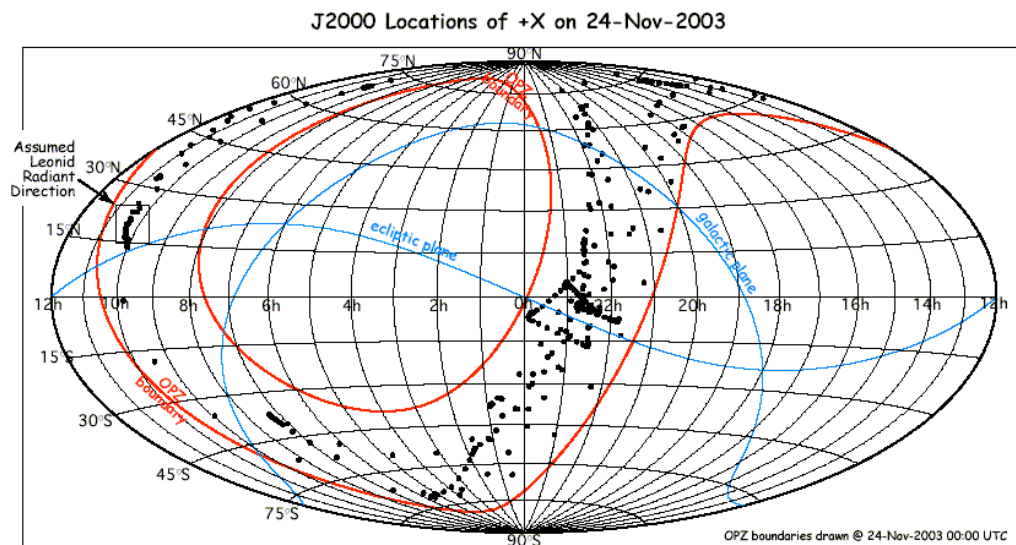 J2000 Locations of +X on 24-Nov-2003
90°N
75°N
60°N
45°N
30°N
15°N
OPZ boundary
Assumed
Leonid
Radiant
Direction
ecliptic plane
galactic plane
12h 10h 8h 6h 4h 2h 0h 22h 20h 18h 16h 14h 12h
15°S
OPZ boundary
30°S
45°S
75°S
90°S
OPZ boundaries drawn @ 24-Nov-2003 00:00 UTC